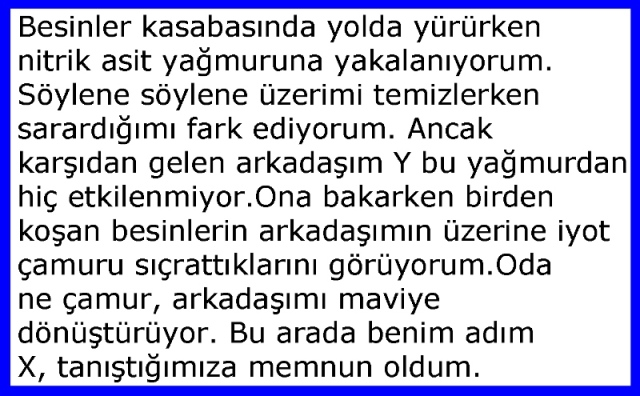 Besinler kasabasında yolda yürürken
nitrik asit yağmuruna yakalanıyorum.
Söylene söylene üzerimi temizlerken
sarardığımı fark ediyorum. Ancak
karşıdan gelen arkadaşım Y bu yağmurdan
hiç etkilenmiyor.Ona bakarken birden
koşan besinlerin arkadaşımın üzerine iyot
çamuru sıçrattıklarını görüyorum.Oda
ne çamur, arkadaşımı maviye
dönüştürüyor. Bu arada benim adım
X, tanıştığımıza memnun oldum.